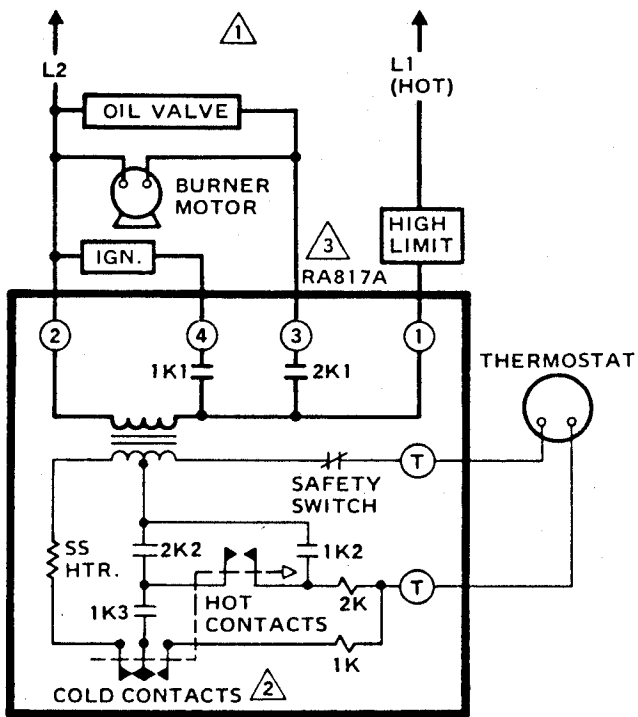 1
L2
L1
(HOT)
OIL VALVE
BURNER
MOTOR
HIGH
LIMIT
IGN.
3
RA817A
2
4
3
1
1K1
2K1
THERMOSTAT
T
SAFETY
SWITCH
SS
HTR.
2K2
1K2
1K3
HOT
CONTACTS
2K
T
1K
COLD CONTACTS
2